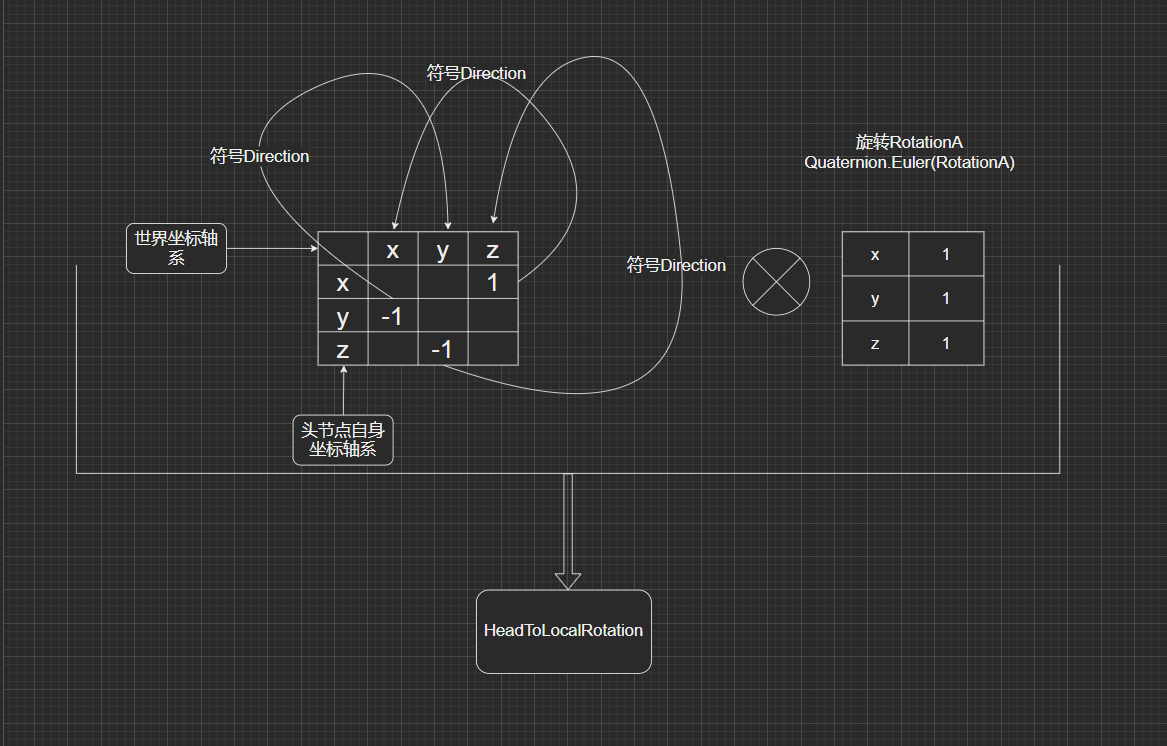 符号Direction
旋转RotationA
Quaternion.Euler(RotationA)
符号Direction
世界坐标轴
系
x y z
x 1
y -1
z -1
符号Direction
x 1
y 1
z 1
头节点自身
坐标轴系
HeadToLocalRotation